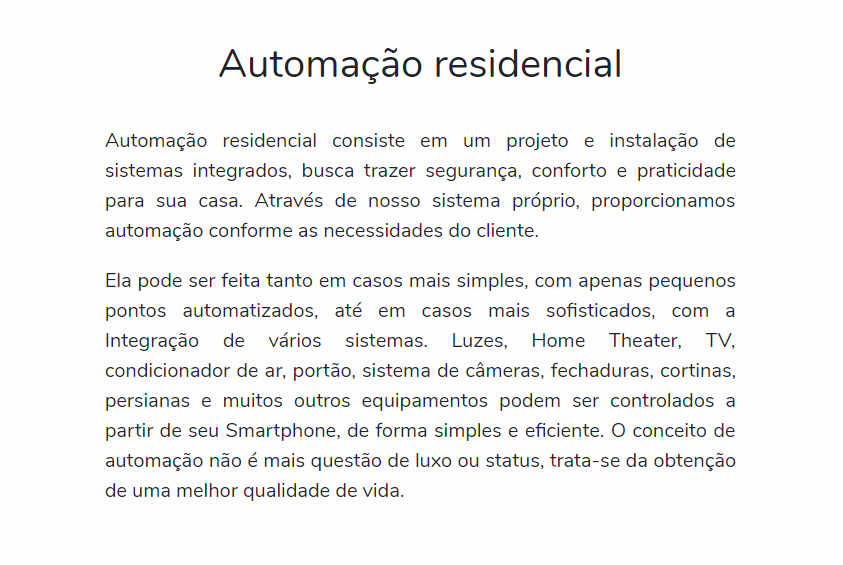 Automação residencial
Automação residencial consiste em um projeto e instalação de
sistemas integrados, busca trazer segurança, conforto e praticidade
para sua casa. Através de nosso sistema próprio, proporcionamos
automação conforme as necessidades do cliente.
Ela pode ser feita tanto em casos mais simples, com apenas pequenos
pontos automatizados, até em casos mais sofisticados, com a
Integração de vários sistemas. Luzes, Home Theater, TV,
condicionador de ar, portão, sistema de câmeras, fechaduras, cortinas,
persianas e muitos outros equipamentos podem ser controlados a
partir de seu Smartphone, de forma simples e eficiente. O conceito de
automação não é mais questão de luxo ou status, trata-se da obtenção
de uma melhor qualidade de vida.